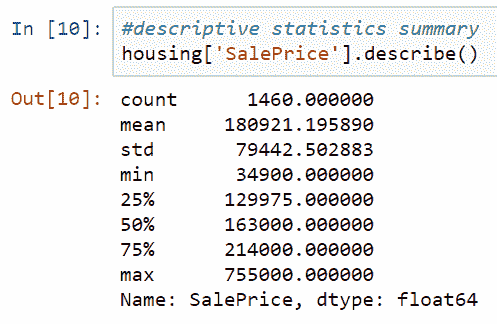 In [10]: #descriptive statistics summary
housing['SalePrice'].describe()
Out[10]: count 1460.000000
mean 180921.195890
std 79442.502883
min 34900.000000
25% 129975.000000
50% 163000.000000
75% 214000.000000
max 755000.000000
Name: SalePrice, dtype: float64